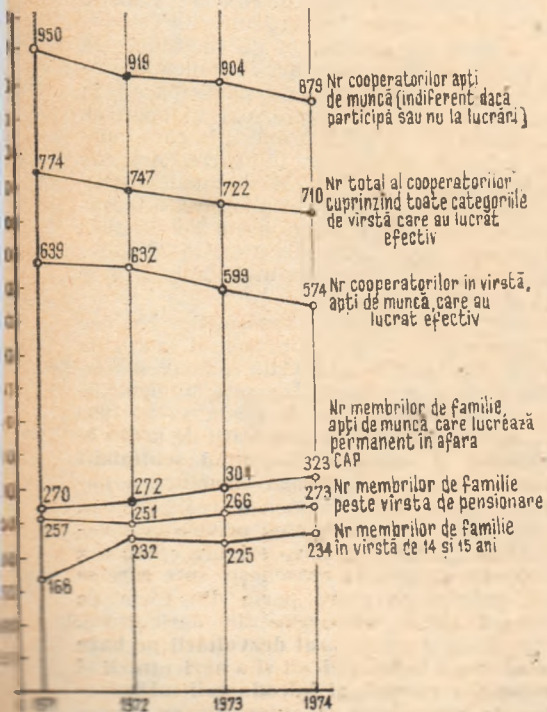 950
919
904
879 Nr cooperatorilor apți
de muncă (indiferent dacă
participă sau nu la lucrări)
774
747
722
710 Nr total al cooperatorilor
cuprinzînd toate categoriile
de vîrstă care au lucrat
efectiv
639
632
599
574 Nr cooperatorilor in vîrstă,
apți de muncă, care au
lucrat efectiv
Nr membrilor de familie,
apți de muncă, care lucrează
permanent în afara
CAP
270
272
304
323
257
251
266
273 Nr membrilor de familie
peste vîrsta de pensionare
166
232
225
234 Nr membrilor de familie
in vîrstă de 14 si 15 ani
1972 1973 1974